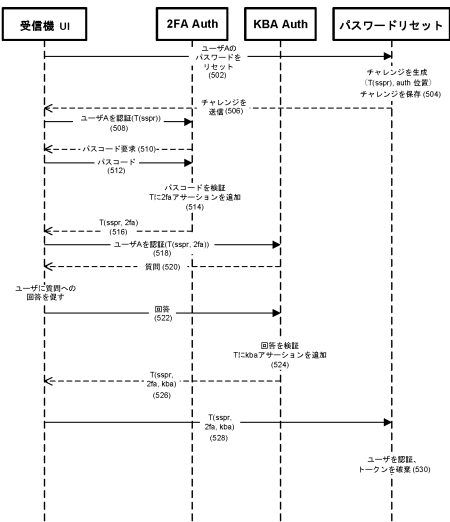 受信機 UI
2FA Auth
KBA Auth
パスワードリセット
ユーザAの
パスワードを
リセット
(502)
チャレンジを生成
(T(sspr), auth 位置)
チャレンジを保存 (504)
チャレンジを
送信 (506)
ユーザAを認証(T(sspr))
(508)
パスコード要求 (510)
パスコード
(512)
パスコードを検証
Tに2faアサーションを追加
(514)
T(sspr, 2fa)
(516)
ユーザAを認証(T(sspr, 2fa))
(518)
質問 (520)
ユーザに質問への
回答を促す
回答
(522)
回答を検証
Tにkbaアサーションを追加
(524)
T(sspr,
2fa, kba)
(526)
T(sspr,
2fa, kba)
(528)
ユーザを認証、
トークンを破棄 (530)